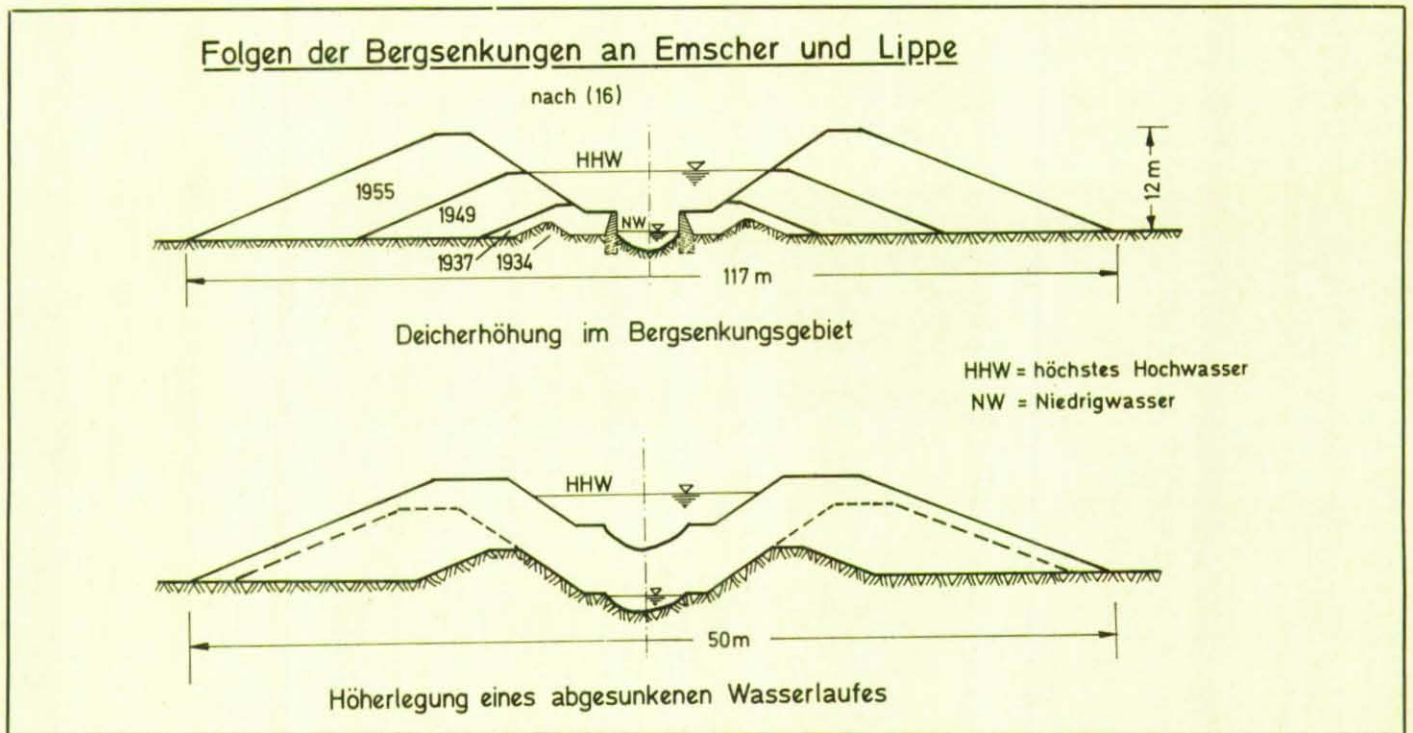 Folgen der Bergsenkungen an Emscher und Lippe
nach (16)
HHW
1955
12m
1949
NW
1937
1934
117 m
Deicherhöhung im Bergsenkungsgebiet
HHW = höchstes Hochwasser
NW = Niedrigwasser
HHW
50m
Höherlegung eines abgesunkenen Wasserlaufes